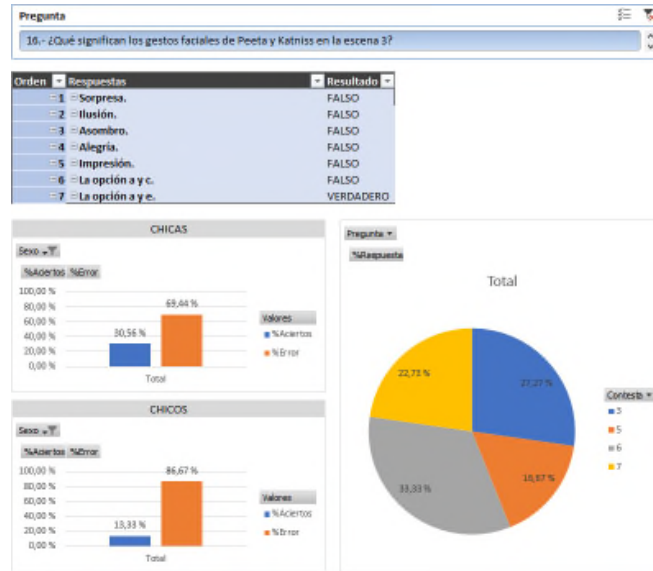 Pregunta
16.- ¿Qué significan los gestos faciales de Peeta y Katniss en la escena 3?
Orden Respuestas Resultado
1 Sorpresa. FALSO
2 Ilusión. FALSO
3 Asombro. FALSO
4 Alegría. FALSO
5 Impresión. FALSO
6 La opción a y c. FALSO
7 La opción a y e. VERDADERO
CHICAS
Sexo
%Aciertos %Error
100,00 %
80,00 %
60,00 %
40,00 %
20,00 %
0,00 %
30,56 %
69,44 %
Total
Valores
%Aciertos
%Error
CHICOS
Sexo
%Aciertos %Error
100,00 %
80,00 %
60,00 %
40,00 %
20,00 %
0,00 %
13,33 %
86,67 %
Total
Valores
%Aciertos
%Error
Pregunta
%Respuesta
Total
22,73 %
27,27 %
33,33 %
16,67 %
Contesta
3
5
6
7